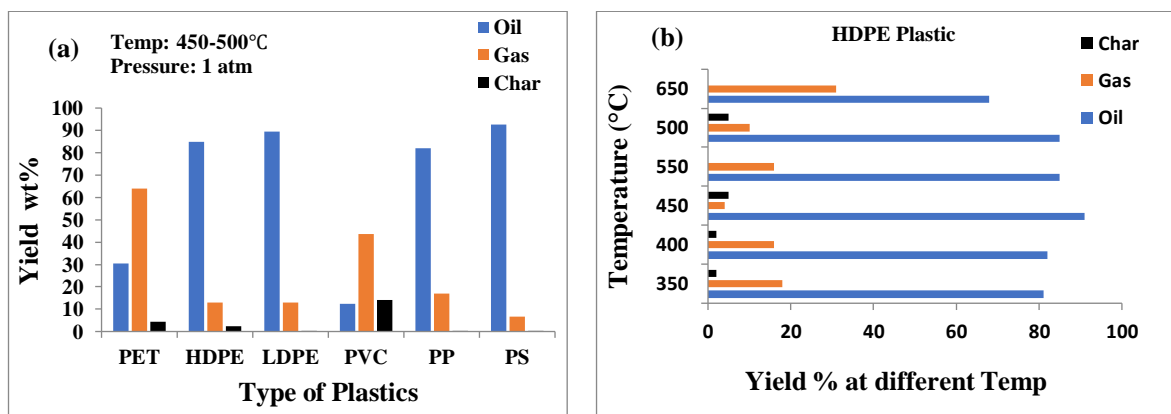 (a)
Temp: 450-500℃
Pressure: 1 atm
Oil
Gas
Char
100
90
80
70
60
50
40
30
20
10
0
Yield wt%
PET HDPE LDPE PVC PP PS
Type of Plastics
(b)
HDPE Plastic
Char
Gas
Oil
650
500
550
450
400
350
Temperature (°C)
0 20 40 60 80 100
Yield % at different Temp